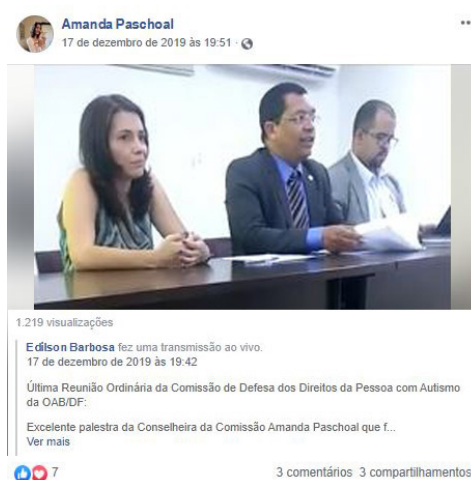 Amanda Paschoal
17 de dezembro de 2019 às 19:51 ·
1.219 visualizações
Edílson Barbosa fez uma transmissão ao vivo.
17 de dezembro de 2019 às 19:42
Última Reunião Ordinária da Comissão de Defesa dos Direitos da Pessoa com Autismo
da OAB/DF:
Excelente palestra da Conselheira da Comissão Amanda Paschoal que f...
Ver mais
7 3 comentários 3 compartilhamentos